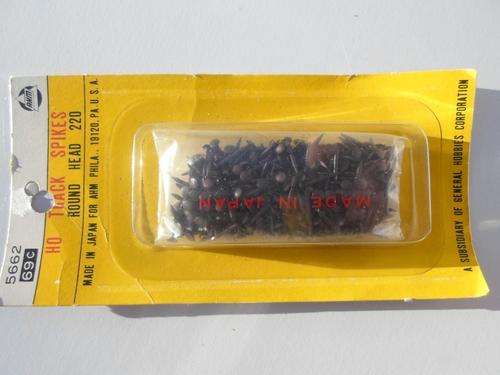 HO TRACK SPIKES
ROUND HEAD 220
MADE IN JAPAN FOR AHM PHILA., 19120, PA U.S.A.
5662
69c
MADE IN JAPAN
A SUBSIDIARY OF GENERAL HOBBIES CORPORATION